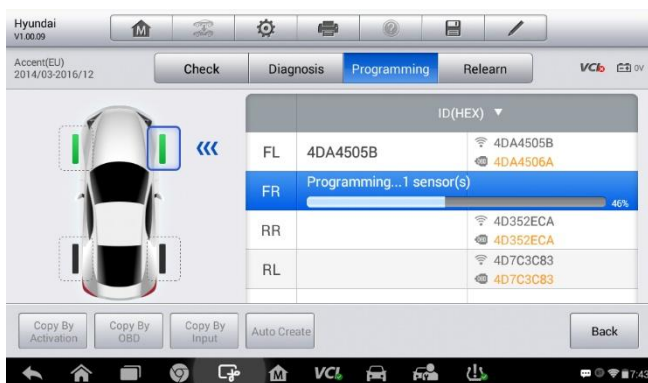 Hyundai
V1.00.09
Accent(EU)
2014/03-2016/12
Check
Diagnosis
Programming
Relearn
VCI
0V
ID(HEX) ▼
FL
4DA4505B
4DA4505B
4DA4506A
FR
Programming...1 sensor(s)
46%
RR
4D352ECA
4D352ECA
RL
4D7C3C83
4D7C3C83
Copy By
Activation
Copy By
OBD
Copy By
Input
Auto Create
Back
VCI
7:43